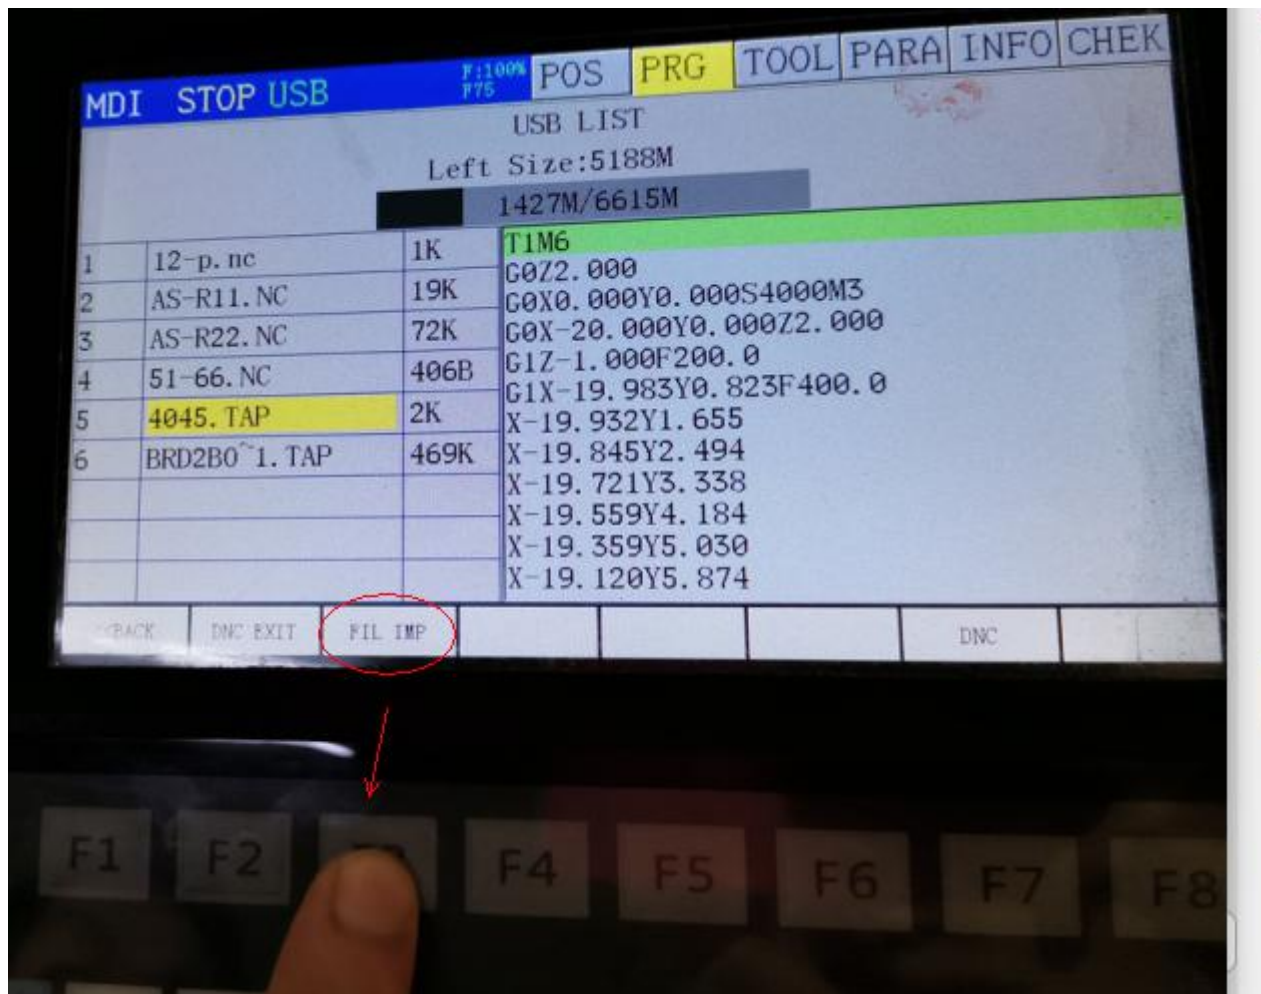 MDI STOP USB F:100% F75 POS PRG TOOL PARA INFO CHEK
USB LIST
Left Size:5188M
1427M/6615M
1 12-p.nc 1K
2 AS-R11.NC 19K
3 AS-R22.NC 72K
4 51-66.NC 406B
5 4045.TAP 2K
6 BRD2B0~1.TAP 469K
T1M6
G0Z2.000
G0X0.000Y0.000S4000M3
G0X-20.000Y0.000Z2.000
G1Z-1.000F200.0
G1X-19.983Y0.823F400.0
X-19.932Y1.655
X-19.845Y2.494
X-19.721Y3.338
X-19.559Y4.184
X-19.359Y5.030
X-19.120Y5.874
BACK DNC EXIT FIL IMP DNC
F1 F2 F4 F5 F6 F7 F8